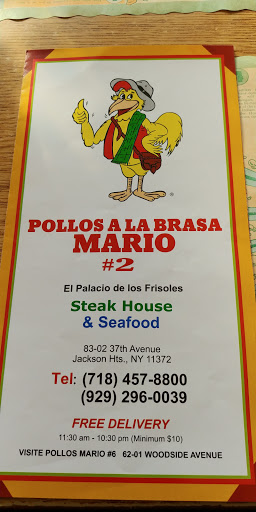 ®
POLLOS A LA BRASA
MARIO
#2
El Palacio de los Frisoles
Steak House
& Seafood
83-02 37th Avenue
Jackson Hts., NY 11372
Tel: (718) 457-8800
(929) 296-0039
FREE DELIVERY
11:30 am - 10:30 pm (Minimum $10)
VISITE POLLOS MARIO #6 62-01 WOODSIDE AVENUE